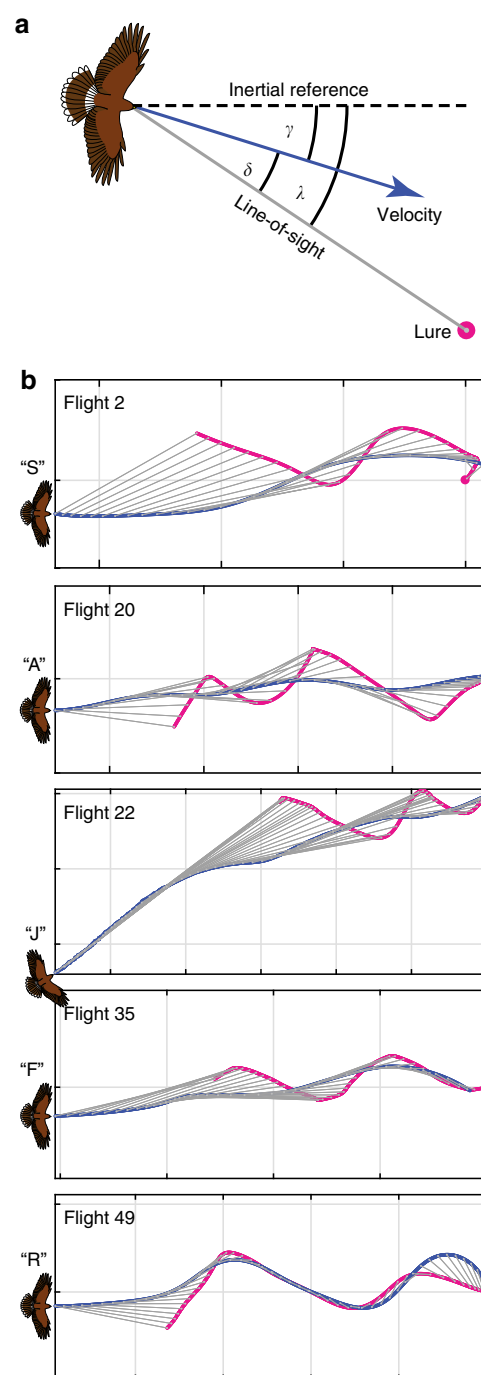 a
Inertial reference
γ
δ
λ
Line-of-sight
Velocity
Lure
b
Flight 2
"S"
Flight 20
"A"
Flight 22
"J"
Flight 35
"F"
Flight 49
"R"